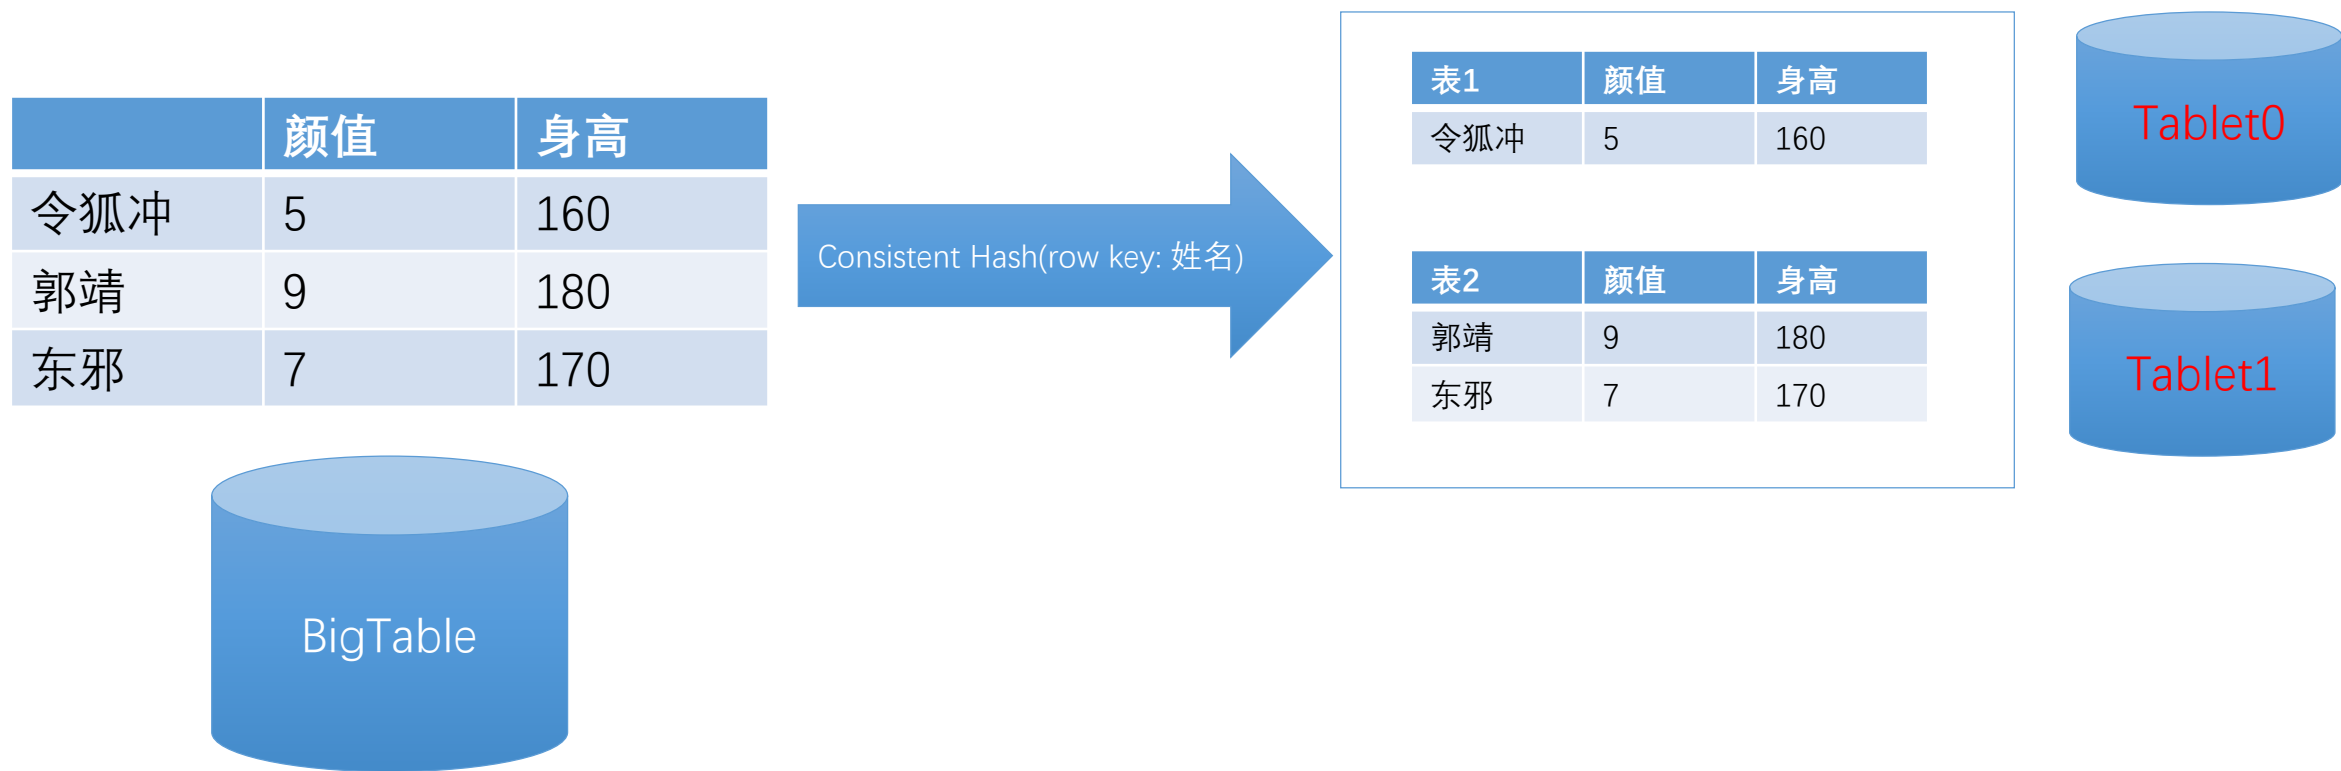 颜值 身高
令狐冲 5 160
郭靖 9 180
东邪 7 170
BigTable
Consistent Hash(row key: 姓名)
表1 颜值 身高
令狐冲 5 160
表2 颜值 身高
郭靖 9 180
东邪 7 170
Tablet0
Tablet1